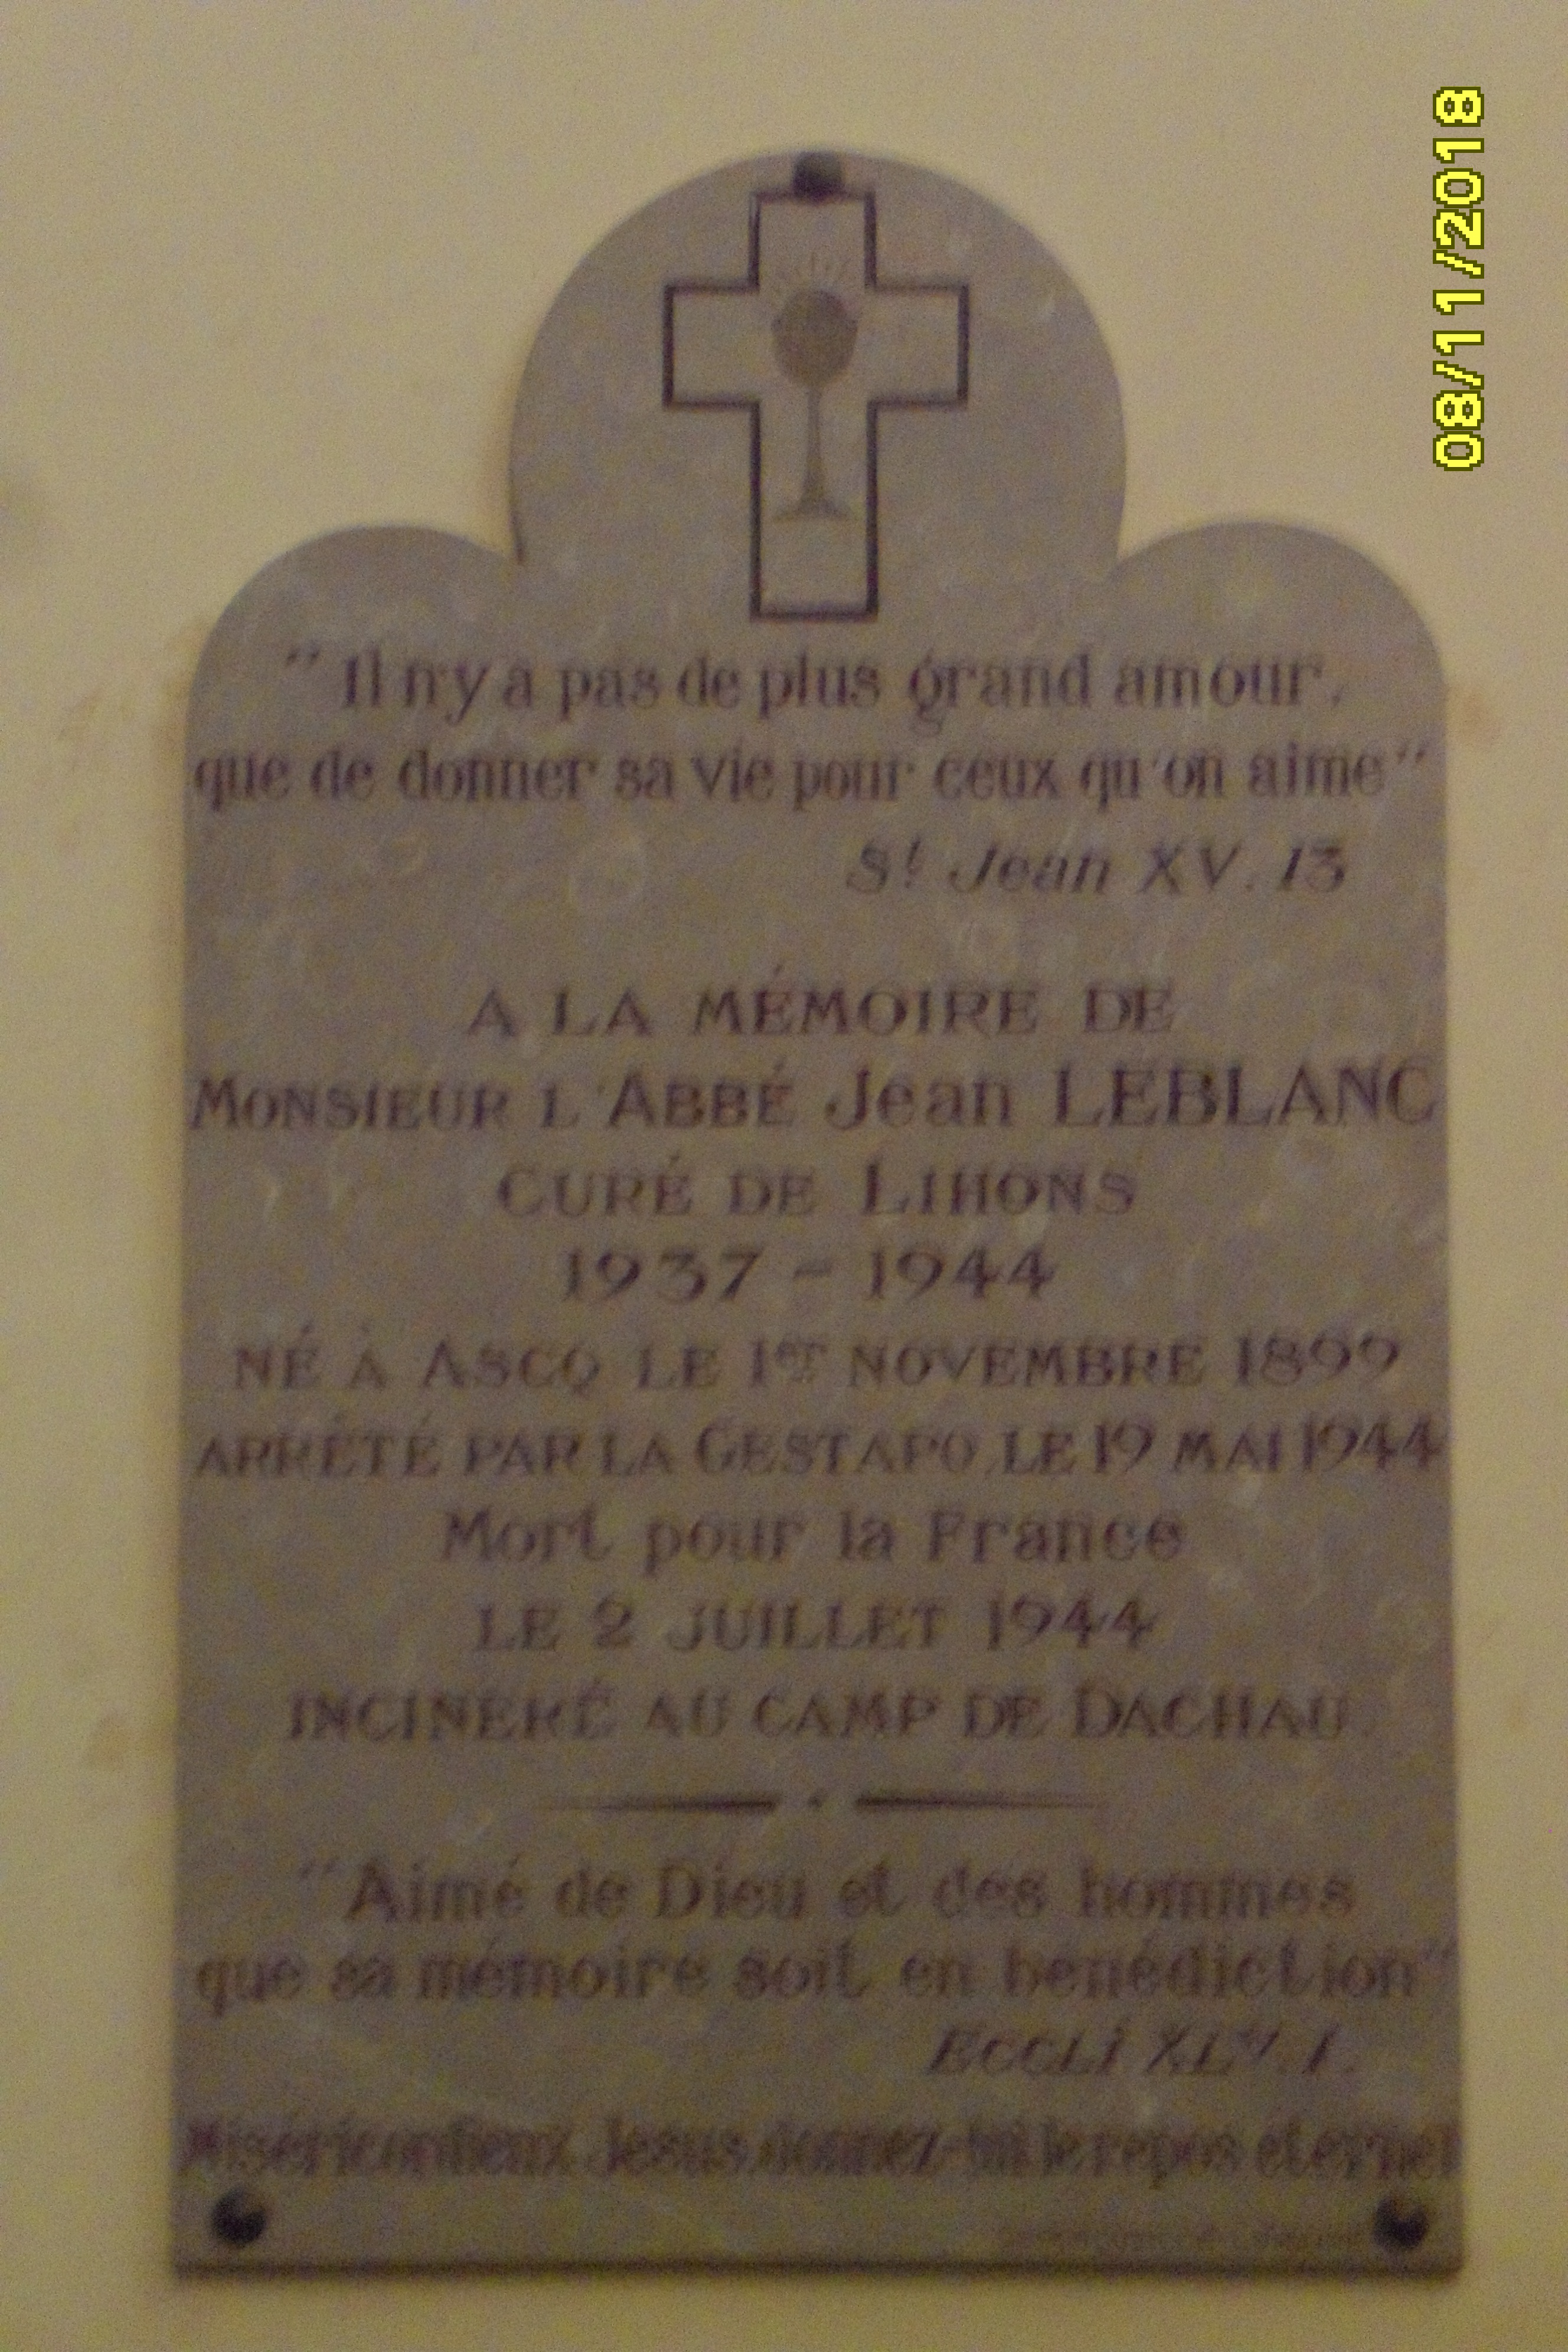 "Il n'y a pas de plus grand amour,
que de donner sa vie pour ceux qu'on aime"
St Jean XV. 13
A LA MÉMOIRE DE
MONSIEUR L'ABBÉ Jean LEBLANC
CURÉ DE LIHONS
1937 - 1944
NÉ À ASCQ LE 1er NOVEMBRE 1899
ARRÊTÉ PAR LA GESTAPO, LE 19 MAI 1944
Mort pour la France
LE 2 JUILLET 1944
INCINÉRÉ AU CAMP DE DACHAU.
"Aimé de Dieu et des hommes
que sa mémoire soit en bénédiction"
ECCLI XLV. 1.
Miséricordieux Jésus, donnez-lui le repos éternel
08/11/2018